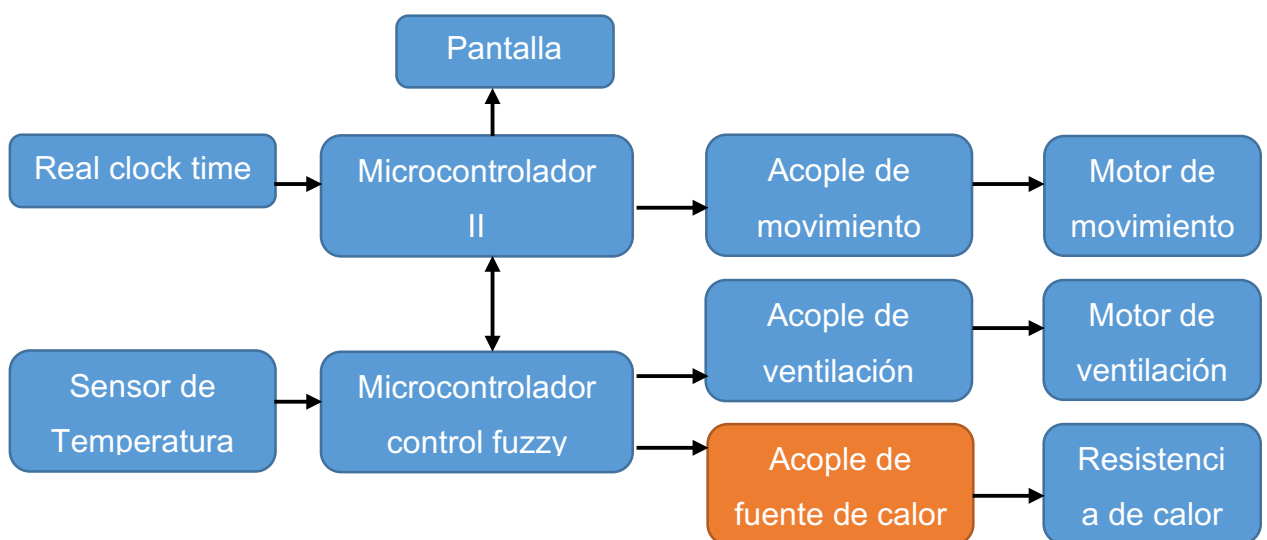 Pantalla
Real clock time
Microcontrolador
II
Acople de
movimiento
Motor de
movimiento
Acople de
ventilación
Motor de
ventilación
Sensor de
Temperatura
Microcontrolador
control fuzzy
Acople de
fuente de calor
Resistenci
a de calor